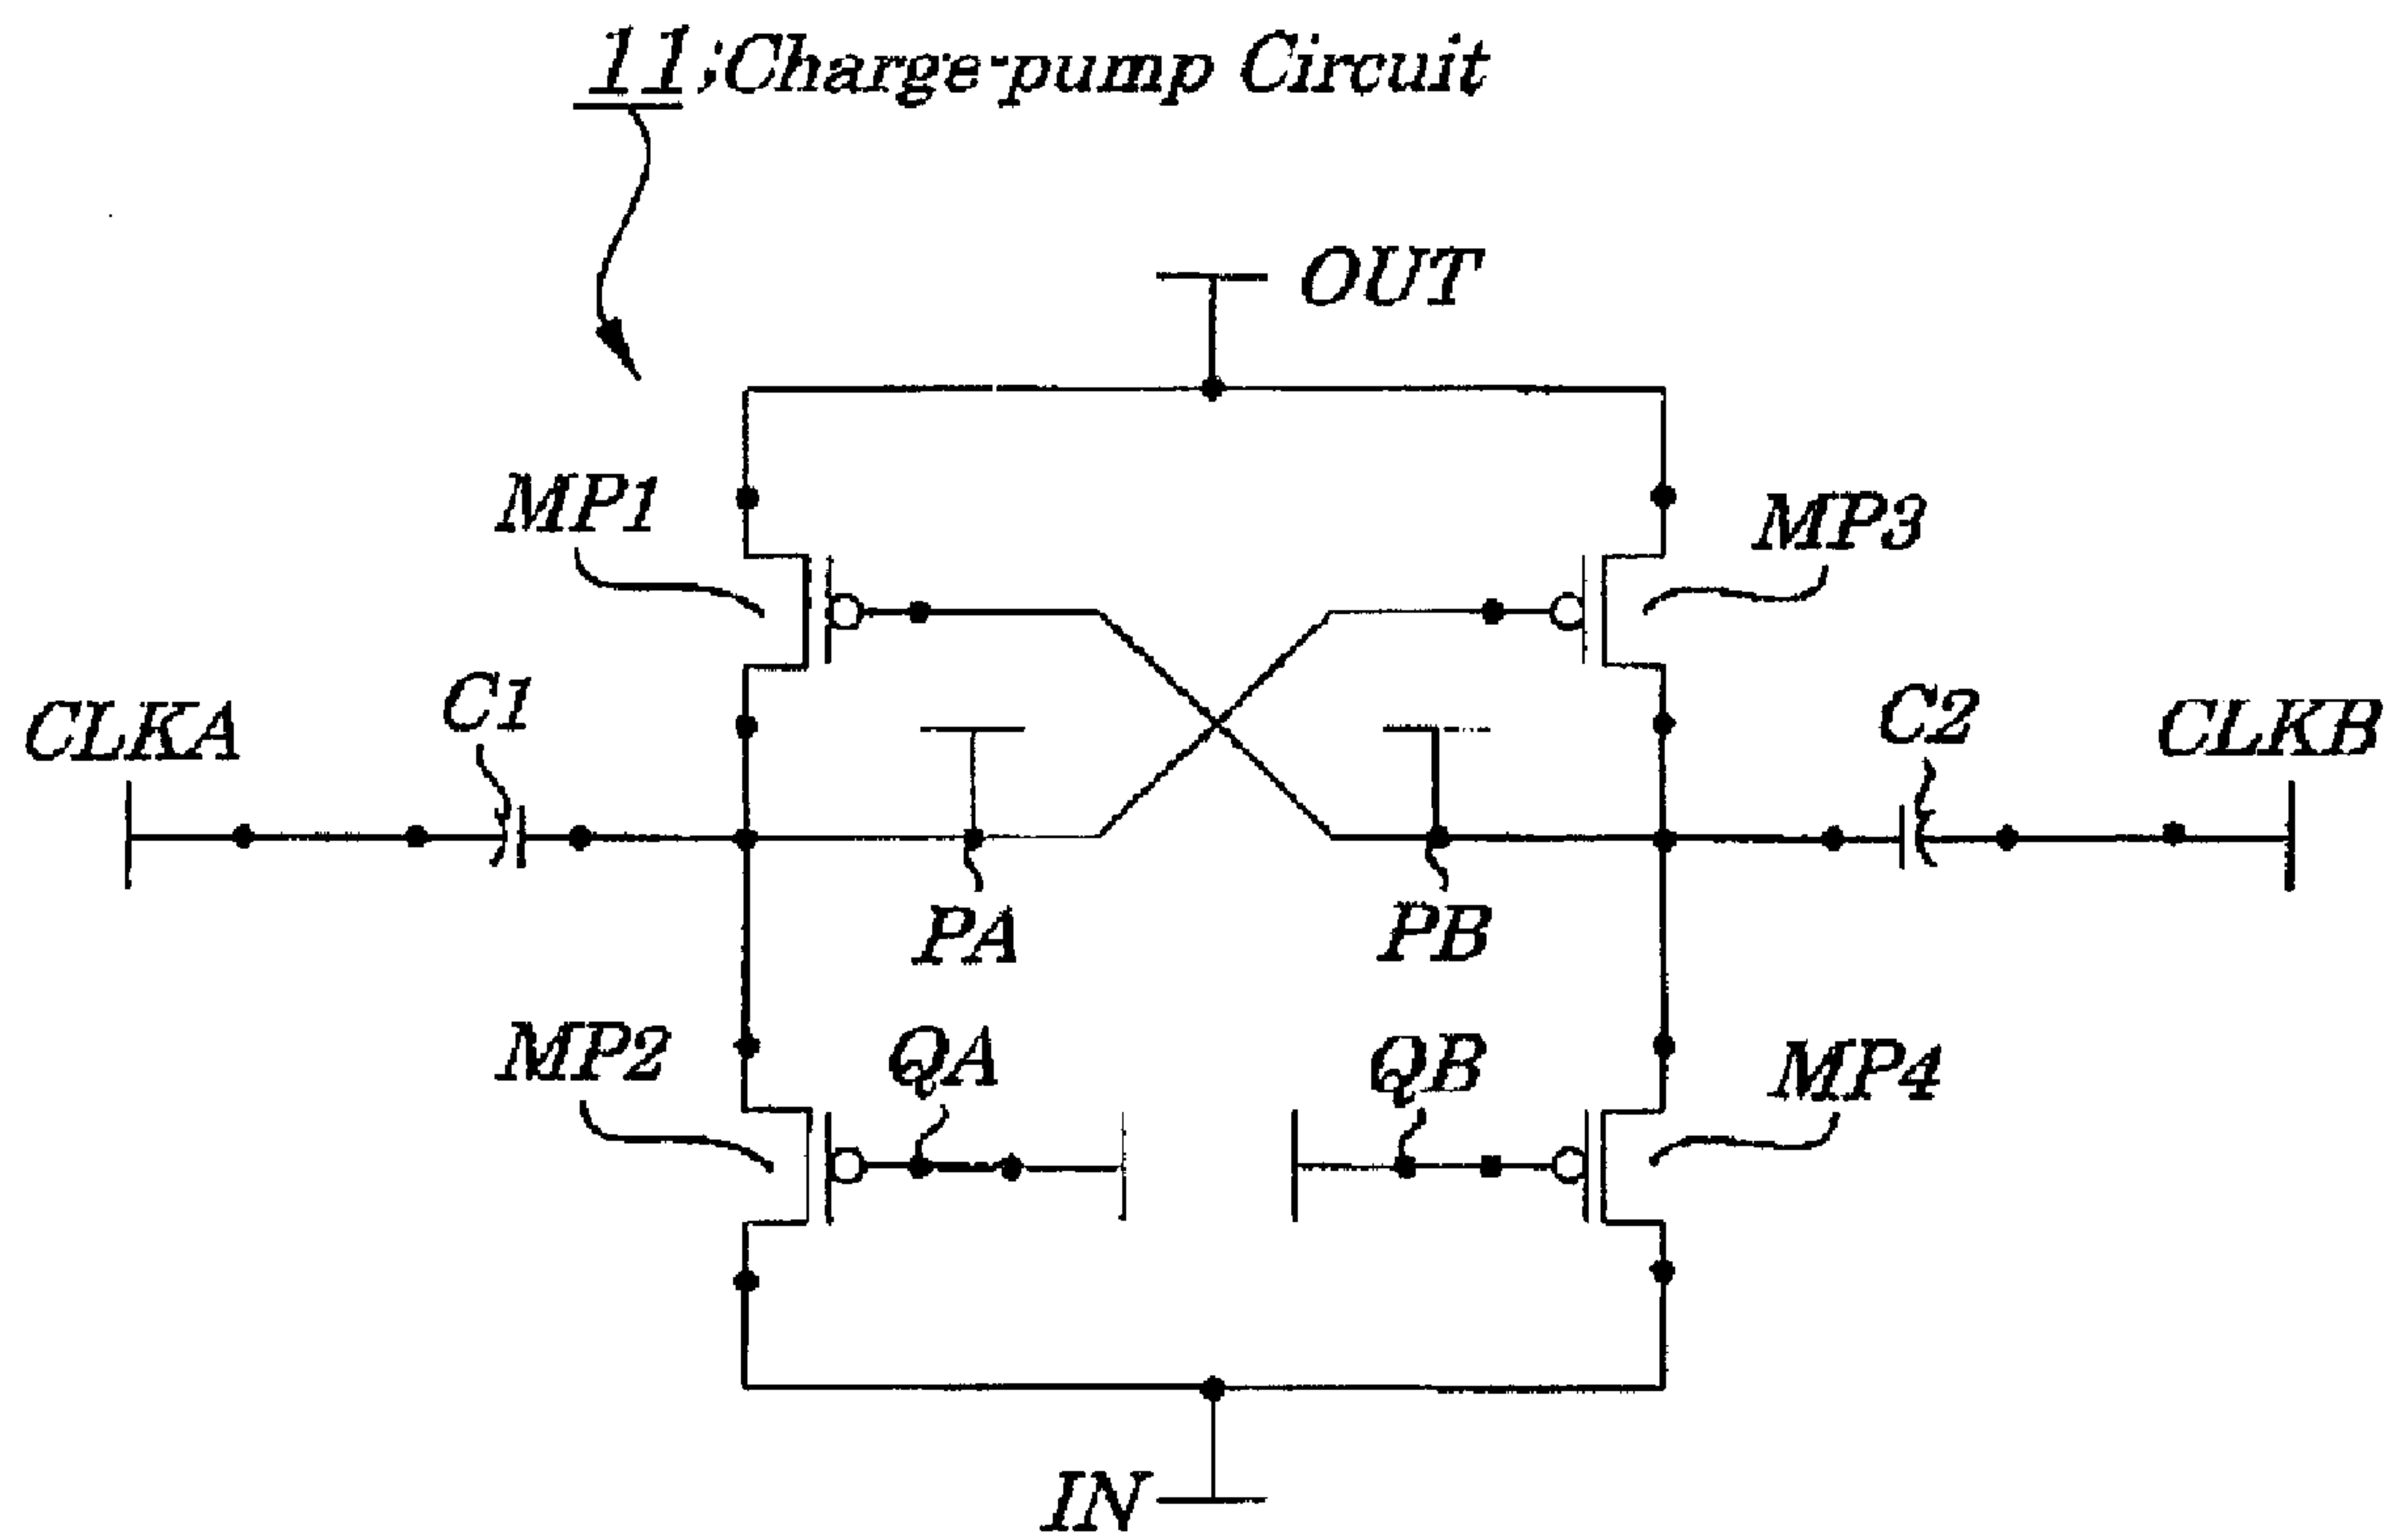 11:Charge-pump Circuit
OUT
MP1
MP3
CLKA
C1
C2
CLKB
PA
PB
MP2
QA
QB
MP4
IN